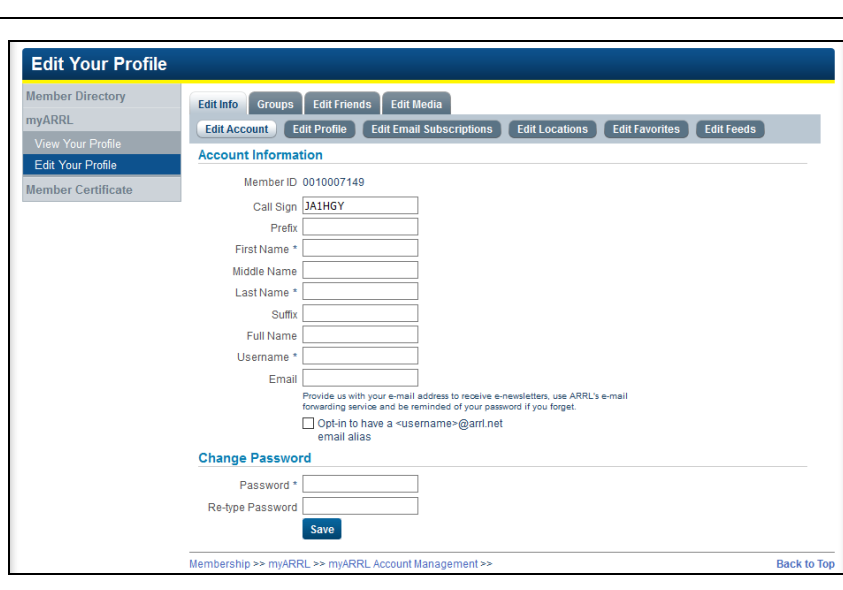 Edit Your Profile
Member Directory
myARRL
View Your Profile
Edit Your Profile
Member Certificate
Edit Info Groups Edit Friends Edit Media
Edit Account Edit Profile Edit Email Subscriptions Edit Locations Edit Favorites Edit Feeds
Account Information
Member ID 0010007149
Call Sign JA1HGY
Prefix
First Name *
Middle Name
Last Name *
Suffix
Full Name
Username *
Email
Provide us with your e-mail address to receive e-newsletters, use ARRL's e-mail
forwarding service and be reminded of your password if you forget.
Opt-in to have a <username>@arrl.net
email alias
Change Password
Password *
Re-type Password
Save
Membership >> myARRL >> myARRL Account Management >> Back to Top